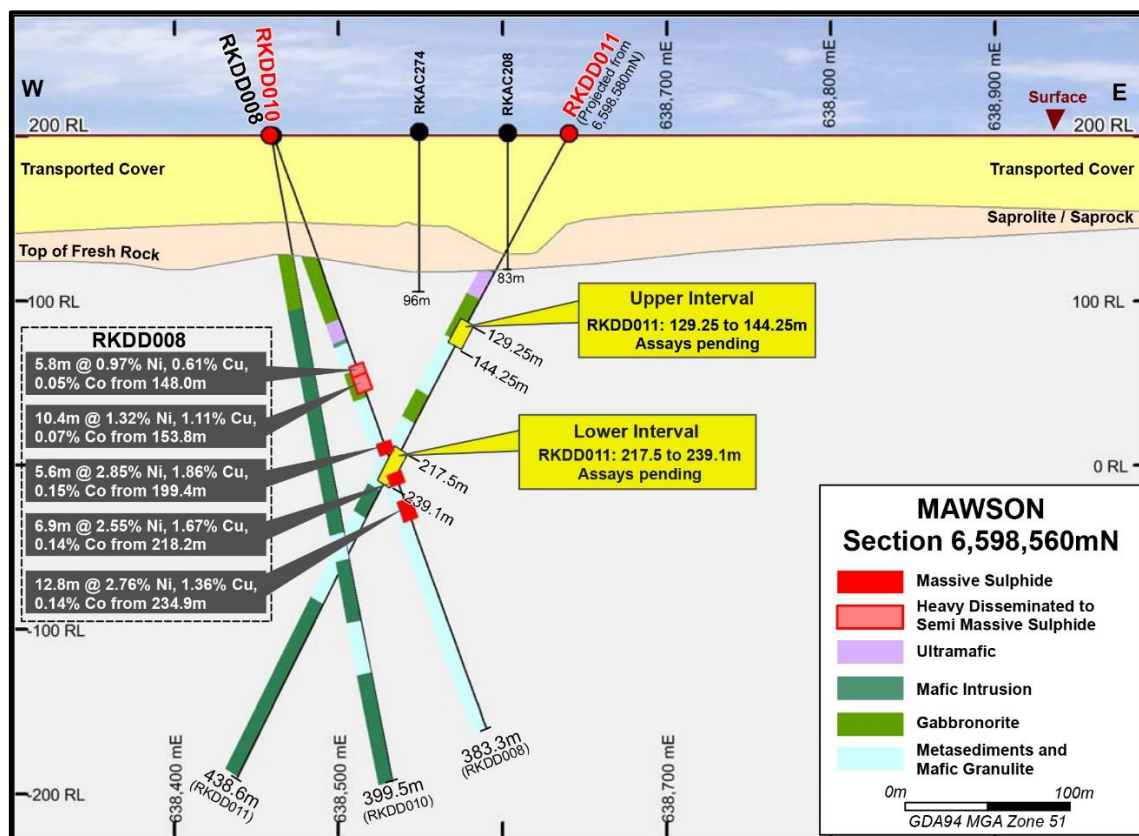 RKDD008
RKDD010
RKAC274
RKAC208
RKDD011
(Projected from
6,598,580mN)
638,700 mE
638,800 mE
638,900 mE
W
E
Surface
200 RL
200 RL
Transported Cover
Transported Cover
Saprolite / Saprock
Top of Fresh Rock
96m
83m
100 RL
100 RL
Upper Interval
RKDD011: 129.25 to 144.25m
Assays pending
129.25m
144.25m
RKDD008
5.8m @ 0.97% Ni, 0.61% Cu,
0.05% Co from 148.0m
10.4m @ 1.32% Ni, 1.11% Cu,
0.07% Co from 153.8m
5.6m @ 2.85% Ni, 1.86% Cu,
0.15% Co from 199.4m
6.9m @ 2.55% Ni, 1.67% Cu,
0.14% Co from 218.2m
12.8m @ 2.76% Ni, 1.36% Cu,
0.14% Co from 234.9m
Lower Interval
RKDD011: 217.5 to 239.1m
Assays pending
217.5m
239.1m
0 RL
-100 RL
-200 RL
638,400 mE
638,500 mE
638,700 mE
438.6m
(RKDD011)
399.5m
(RKDD010)
383.3m
(RKDD008)
MAWSON
Section 6,598,560mN
Massive Sulphide
Heavy Disseminated to
Semi Massive Sulphide
Ultramafic
Mafic Intrusion
Gabbronorite
Metasediments and
Mafic Granulite
0m
100m
GDA94 MGA Zone 51